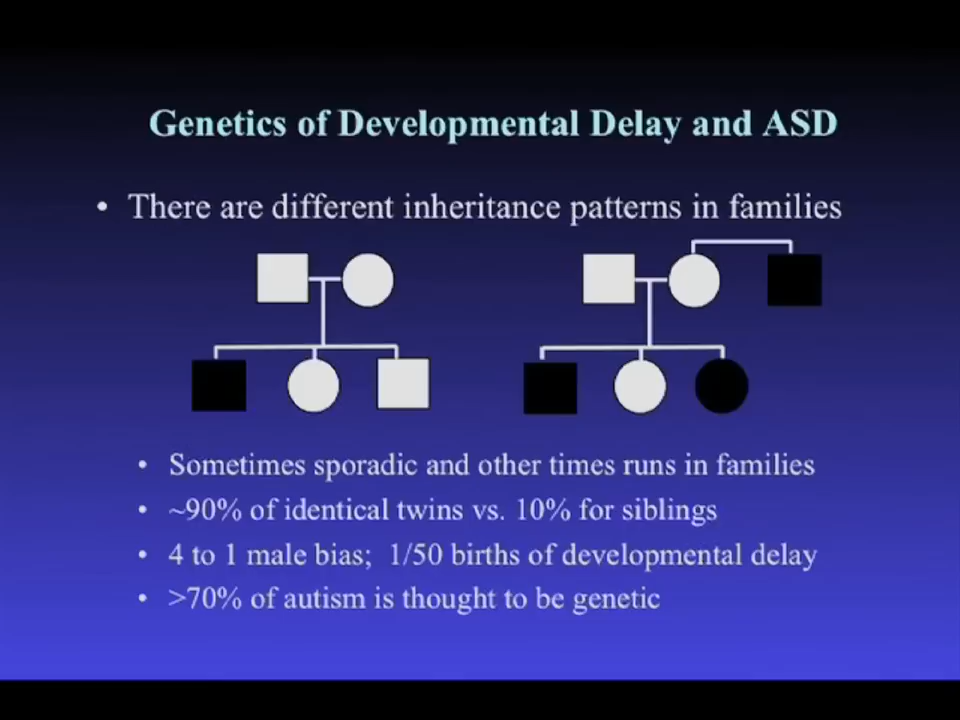 Genetics of Developmental Delay and ASD
• There are different inheritance patterns in families
• Sometimes sporadic and other times runs in families
• ~90% of identical twins vs. 10% for siblings
• 4 to 1 male bias; 1/50 births of developmental delay
• >70% of autism is thought to be genetic